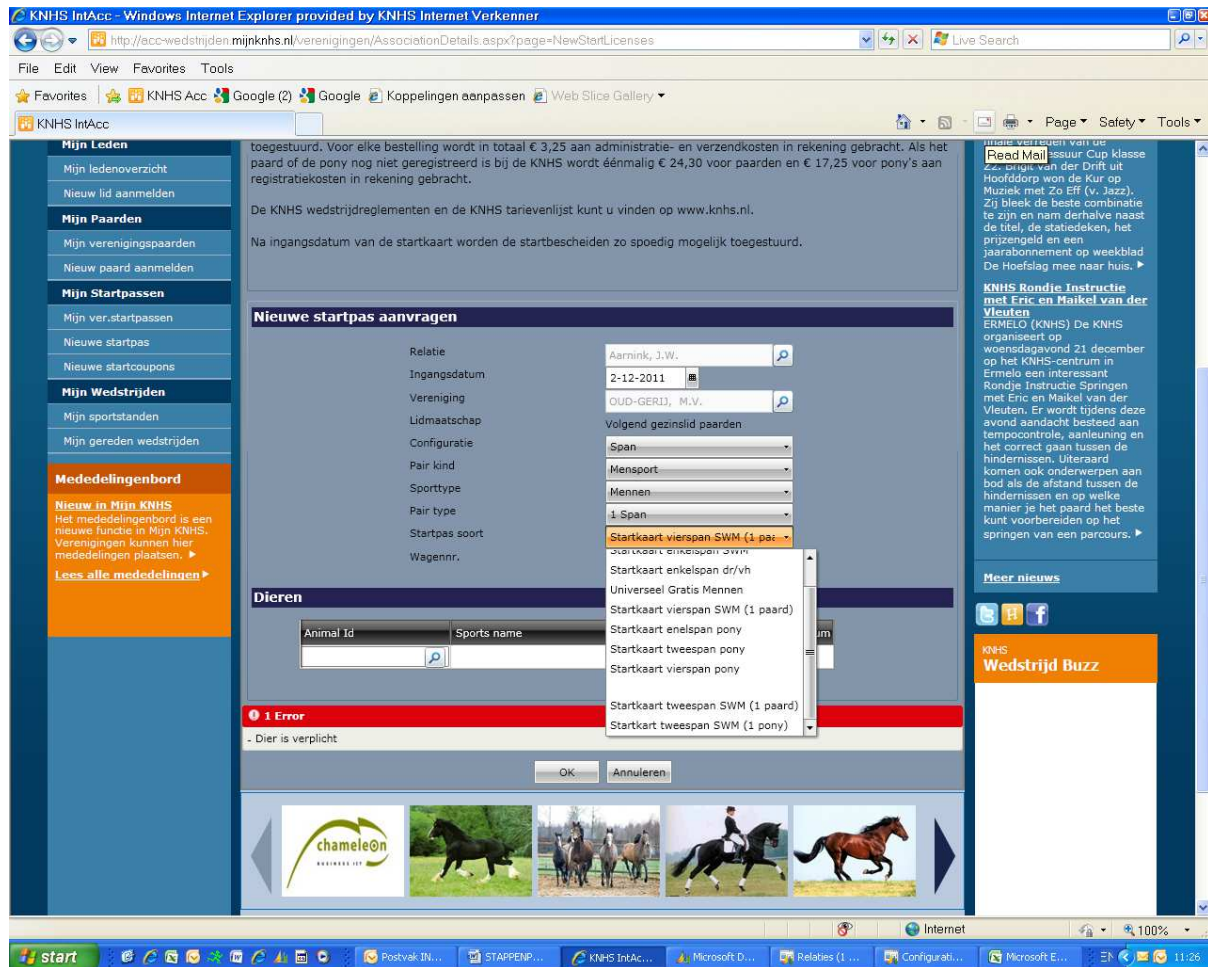 KNHS IntAcc - Windows Internet Explorer provided by KNHS Internet Verkenner
http://acc-wedstrijden.mijnknhs.nl/verenigingen/AssociationDetails.aspx?page=NewStartLicenses
Live Search
File Edit View Favorites Tools
Favorites KNHS Acc Google (2) Google Koppelingen aanpassen Web Slice Gallery
KNHS IntAcc
Page Safety Tools
Read Mail
Mijn Leden
Mijn ledenoverzicht
Nieuw lid aanmelden
Mijn Paarden
Mijn verenigingspaarden
Nieuw paard aanmelden
Mijn Startpassen
Mijn ver.startpassen
Nieuwe startpas
Nieuwe startcoupons
Mijn Wedstrijden
Mijn sportstanden
Mijn gereden wedstrijden
Mededelingenbord
Nieuw in Mijn KNHS
Het mededelingenbord is een
nieuwe functie in Mijn KNHS.
Verenigingen kunnen hier
mededelingen plaatsen.
Lees alle mededelingen
toegestuurd. Voor elke bestelling wordt in totaal € 3,25 aan administratie- en verzendkosten in rekening gebracht. Als het
paard of de pony nog niet geregistreerd is bij de KNHS wordt éénmalig € 24,30 voor paarden en € 17,25 voor pony's aan
registratiekosten in rekening gebracht.
De KNHS wedstrijdreglementen en de KNHS tarievenlijst kunt u vinden op www.knhs.nl.
Na ingangsdatum van de startkaart worden de startbescheiden zo spoedig mogelijk toegestuurd.
Nieuwe startpas aanvragen
Relatie Aarnink, J.W.
Ingangsdatum 2-12-2011
Vereniging OUD-GERIJ, M.V.
Lidmaatschap Volgend gezinslid paarden
Configuratie Span
Pair kind Mensport
Sporttype Mennen
Pair type 1 Span
Startpas soort Startkaart vierspan SWM (1 paa
Wagennr.
Startkaart enkelspan SWM
Startkaart enkelspan dr/vh
Universeel Gratis Mennen
Startkaart vierspan SWM (1 paard)
Startkaart enelspan pony
Startkaart tweespan pony
Startkaart vierspan pony
Startkaart tweespan SWM (1 paard)
Startkart tweespan SWM (1 pony)
Dieren
Animal Id Sports name um
1 Error
- Dier is verplicht
OK Annuleren
chameleon
BUSINESS ICT
finale verreden van de
essuur Cup klasse
Z2. Brigit van der Drift uit
Hoofddorp won de Kur op
Muziek met Zo Eff (v. Jazz).
Zij bleek de beste combinatie
te zijn en nam derhalve naast
de titel, de statiedeken, het
prijzengeld en een
jaarabonnement op weekblad
De Hoefslag mee naar huis.
KNHS Rondje Instructie
met Eric en Maikel van der
Vleuten
ERMELO (KNHS) De KNHS
organiseert op
woensdagavond 21 december
op het KNHS-centrum in
Ermelo een interessant
Rondje Instructie Springen
met Eric en Maikel van der
Vleuten. Er wordt tijdens deze
avond aandacht besteed aan
tempocontrole, aanleuning en
het correct gaan tussen de
hindernissen. Uiteraard
komen ook onderwerpen aan
bod als de afstand tussen de
hindernissen en op welke
manier je het paard het beste
kunt voorbereiden op het
springen van een parcours.
Meer nieuws
KNHS
Wedstrijd Buzz
Internet 100%
start Postvak IN... STAPPENP... KNHS IntAc... Microsoft D... Relaties (1 ... Configurati... Microsoft E... EN 11:26